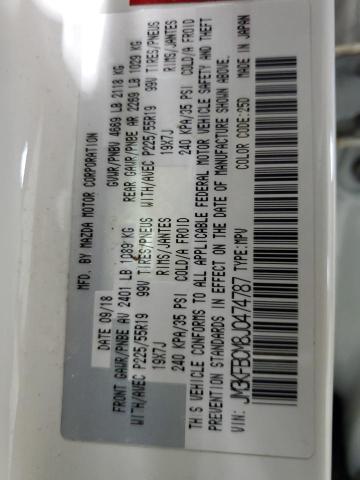 MFD. BY MAZDA MOTOR CORPORATION
DATE 09/18 GVWR/PNBV 4669 LB 2118 KG
FRONT GAWR/PNBE AV 2401 LB 1089 KG REAR GAWR/PNBE AR 2269 LB 1029 KG
WITH/AVEC P225/55R19 99V TIRES/PNEUS WITH/AVEC P225/55R19 99V TIRES/PNEUS
19X7J RIMS/JANTES 19X7J RIMS/JANTES
240 KPA/35 PSI COLD/A FROID 240 KPA/35 PSI COLD/A FROID
THIS VEHICLE CONFORMS TO ALL APPLICABLE FEDERAL MOTOR VEHICLE SAFETY AND THEFT
PREVENTION STANDARDS IN EFFECT ON THE DATE OF MANUFACTURE SHOWN ABOVE.
VIN: JM3KFBCM8J0474787 TYPE: MPV COLOR CODE: 25D MADE IN JAPAN